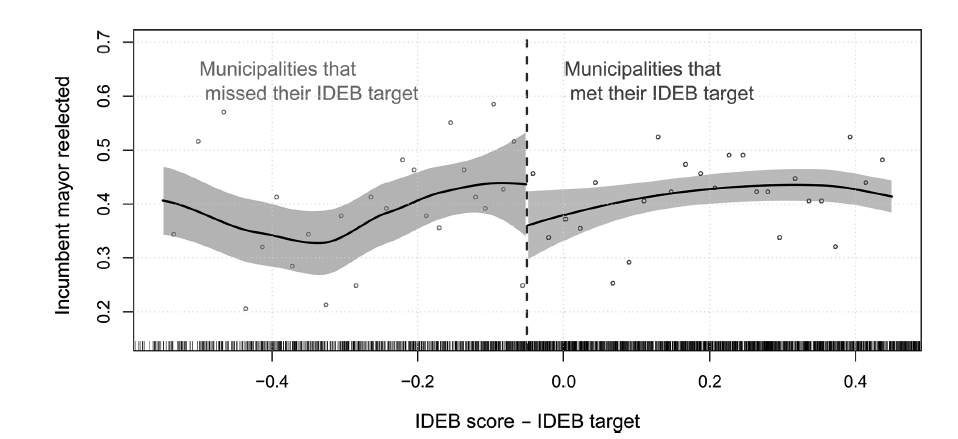 0.7
0.6
0.5
0.4
0.3
0.2
Incumbent mayor reelected
Municipalities that
missed their IDEB target
Municipalities that
met their IDEB target
−0.4
−0.2
0.0
0.2
0.4
IDEB score − IDEB target